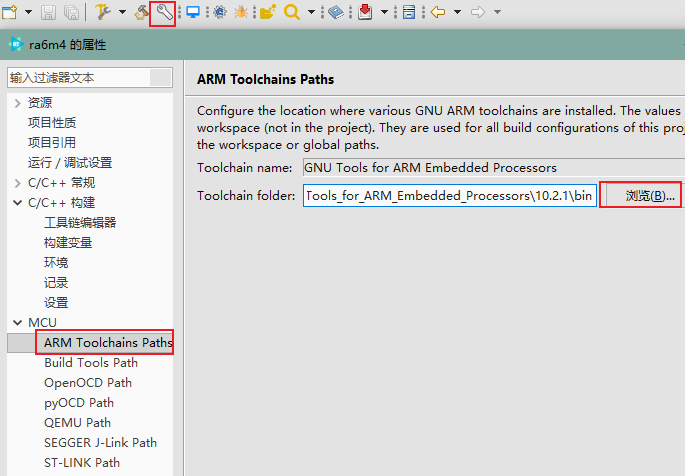 ra6m4 的属性
输入过滤器文本
资源
项目性质
项目引用
运行 / 调试设置
C/C++ 常规
C/C++ 构建
工具链编辑器
构建变量
环境
记录
设置
MCU
ARM Toolchains Paths
Build Tools Path
OpenOCD Path
pyOCD Path
QEMU Path
SEGGER J-Link Path
ST-LINK Path
ARM Toolchains Paths
Configure the location where various GNU ARM toolchains are installed. The values
workspace (not in the project). They are used for all build configurations of this proj
the workspace or global paths.
Toolchain name: GNU Tools for ARM Embedded Processors
Toolchain folder: Tools_for_ARM_Embedded_Processors\10.2.1\bin 浏览(B)...